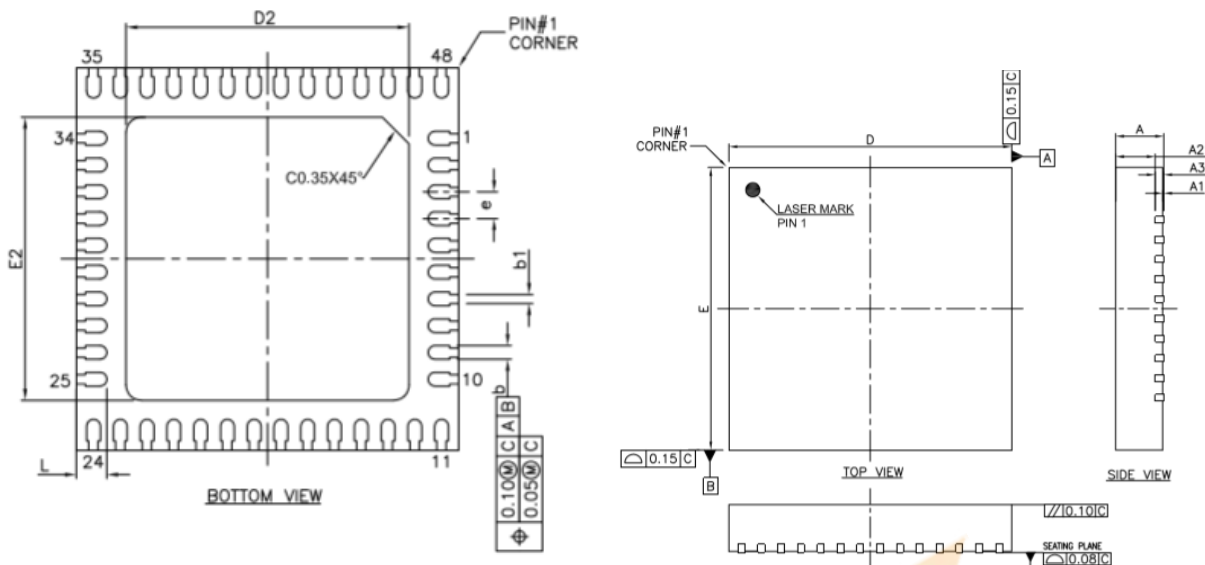 D2
PIN#1
CORNER
35
48
34
1
C0.35X45°
e
E2
b1
25
10
b
0.10Ⓜ C A B
0.05Ⓜ C
L
24
11
BOTTOM VIEW
0.15 C
PIN#1
CORNER
D
A
LASER MARK
PIN 1
E
0.15 C
B
TOP VIEW
A
A2
A3
A1
SIDE VIEW
//0.10 C
SEATING PLANE
0.08 C